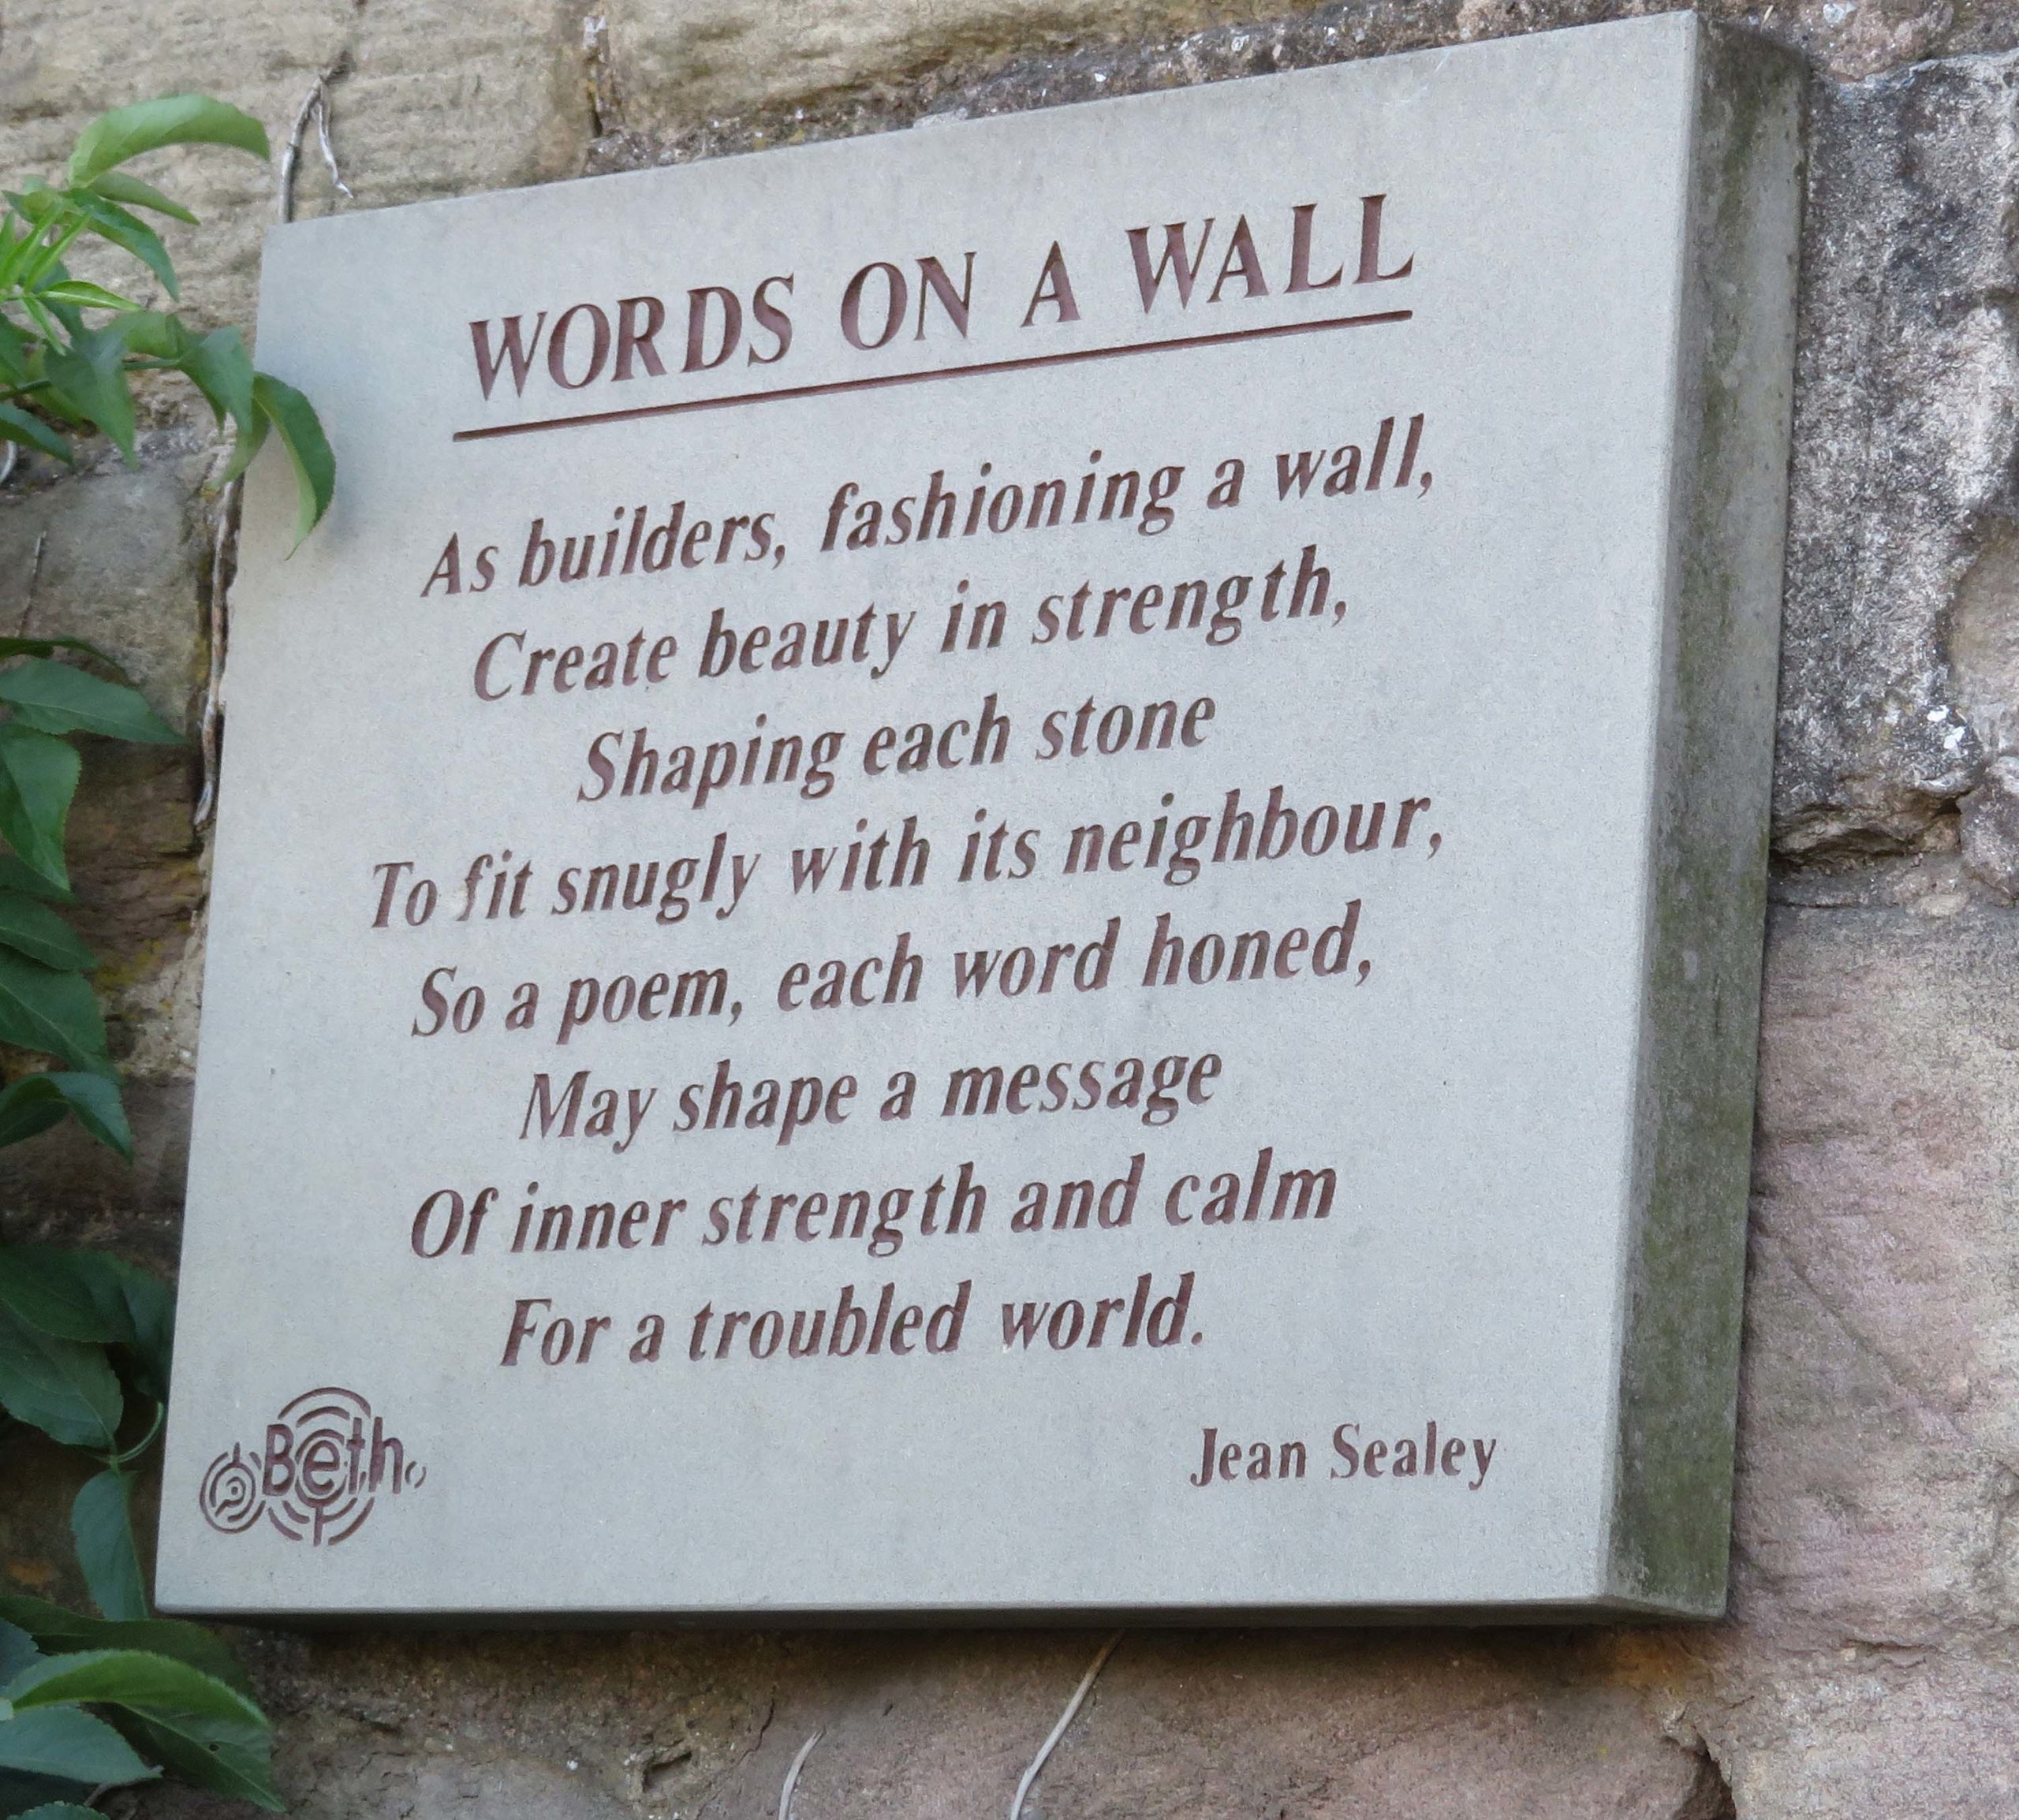 WORDS ON A WALL
As builders, fashioning a wall,
Create beauty in strength,
Shaping each stone
To fit snugly with its neighbour,
So a poem, each word honed,
May shape a message
Of inner strength and calm
For a troubled world.
Jean Sealey
Beth